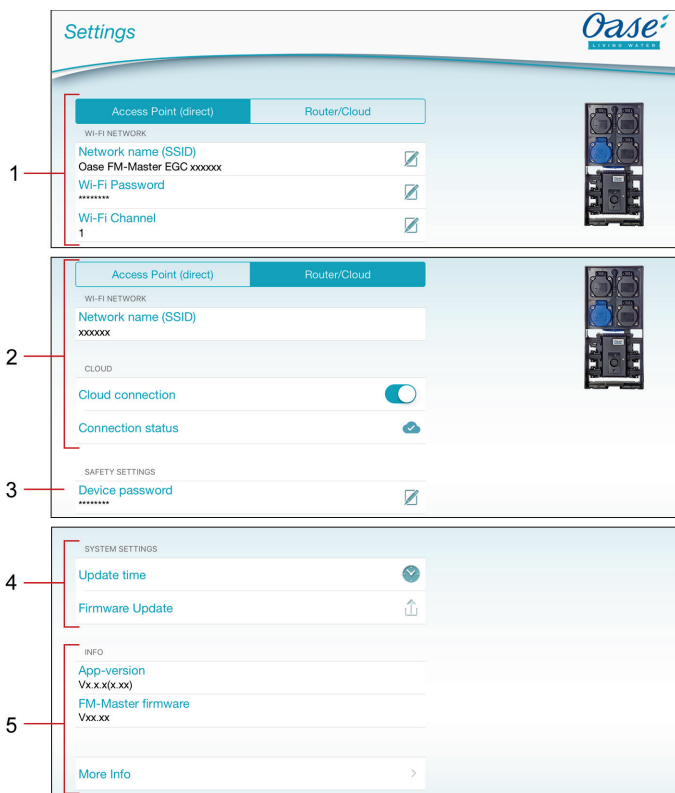 Settings
Oase
LIVING WATER
1
Access Point (direct)
Router/Cloud
WI-FI NETWORK
Network name (SSID)
Oase FM-Master EGC xxxxxx
Wi-Fi Password
********
Wi-Fi Channel
1
2
Access Point (direct)
Router/Cloud
WI-FI NETWORK
Network name (SSID)
xxxxxx
CLOUD
Cloud connection
Connection status
3
SAFETY SETTINGS
Device password
********
4
SYSTEM SETTINGS
Update time
Firmware Update
5
INFO
App-version
Vx.x.x(x.xx)
FM-Master firmware
Vxx.xx
More Info